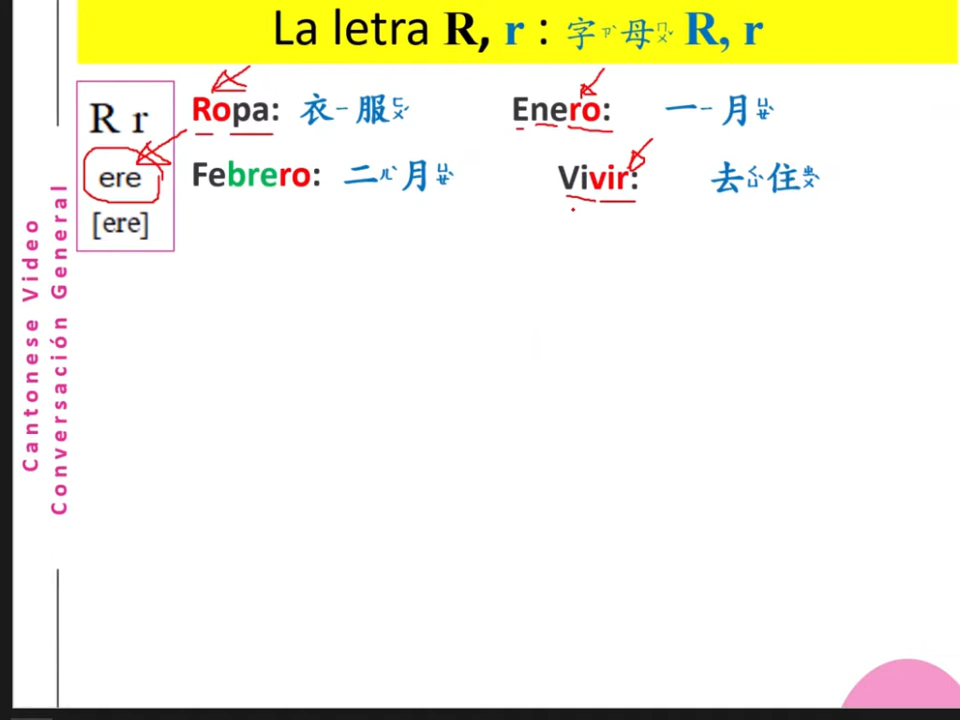 La letra R, r : 字ㄗˋ母ㄇㄨˇ R, r
R r
ere
[ere]
Ropa: 衣ㄧ服ㄈㄨˊ
Enero: 一ㄧ月ㄩㄝˋ
Febrero: 二ㄦˋ月ㄩㄝˋ
Vivir: 去ㄑㄩˋ住ㄓㄨˋ
Cantonese Video
Conversación General